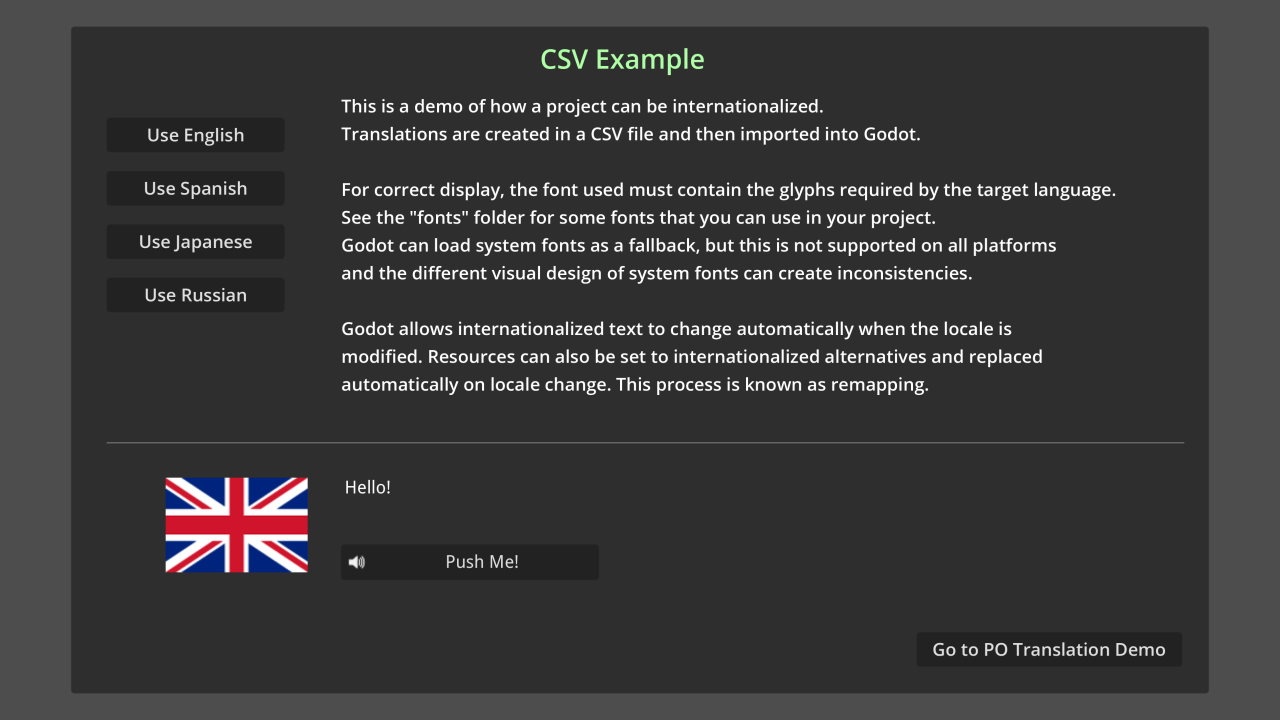 CSV Example
Use English
Use Spanish
Use Japanese
Use Russian
This is a demo of how a project can be internationalized.
Translations are created in a CSV file and then imported into Godot.
For correct display, the font used must contain the glyphs required by the target language.
See the "fonts" folder for some fonts that you can use in your project.
Godot can load system fonts as a fallback, but this is not supported on all platforms
and the different visual design of system fonts can create inconsistencies.
Godot allows internationalized text to change automatically when the locale is
modified. Resources can also be set to internationalized alternatives and replaced
automatically on locale change. This process is known as remapping.
Hello!
Push Me!
Go to PO Translation Demo